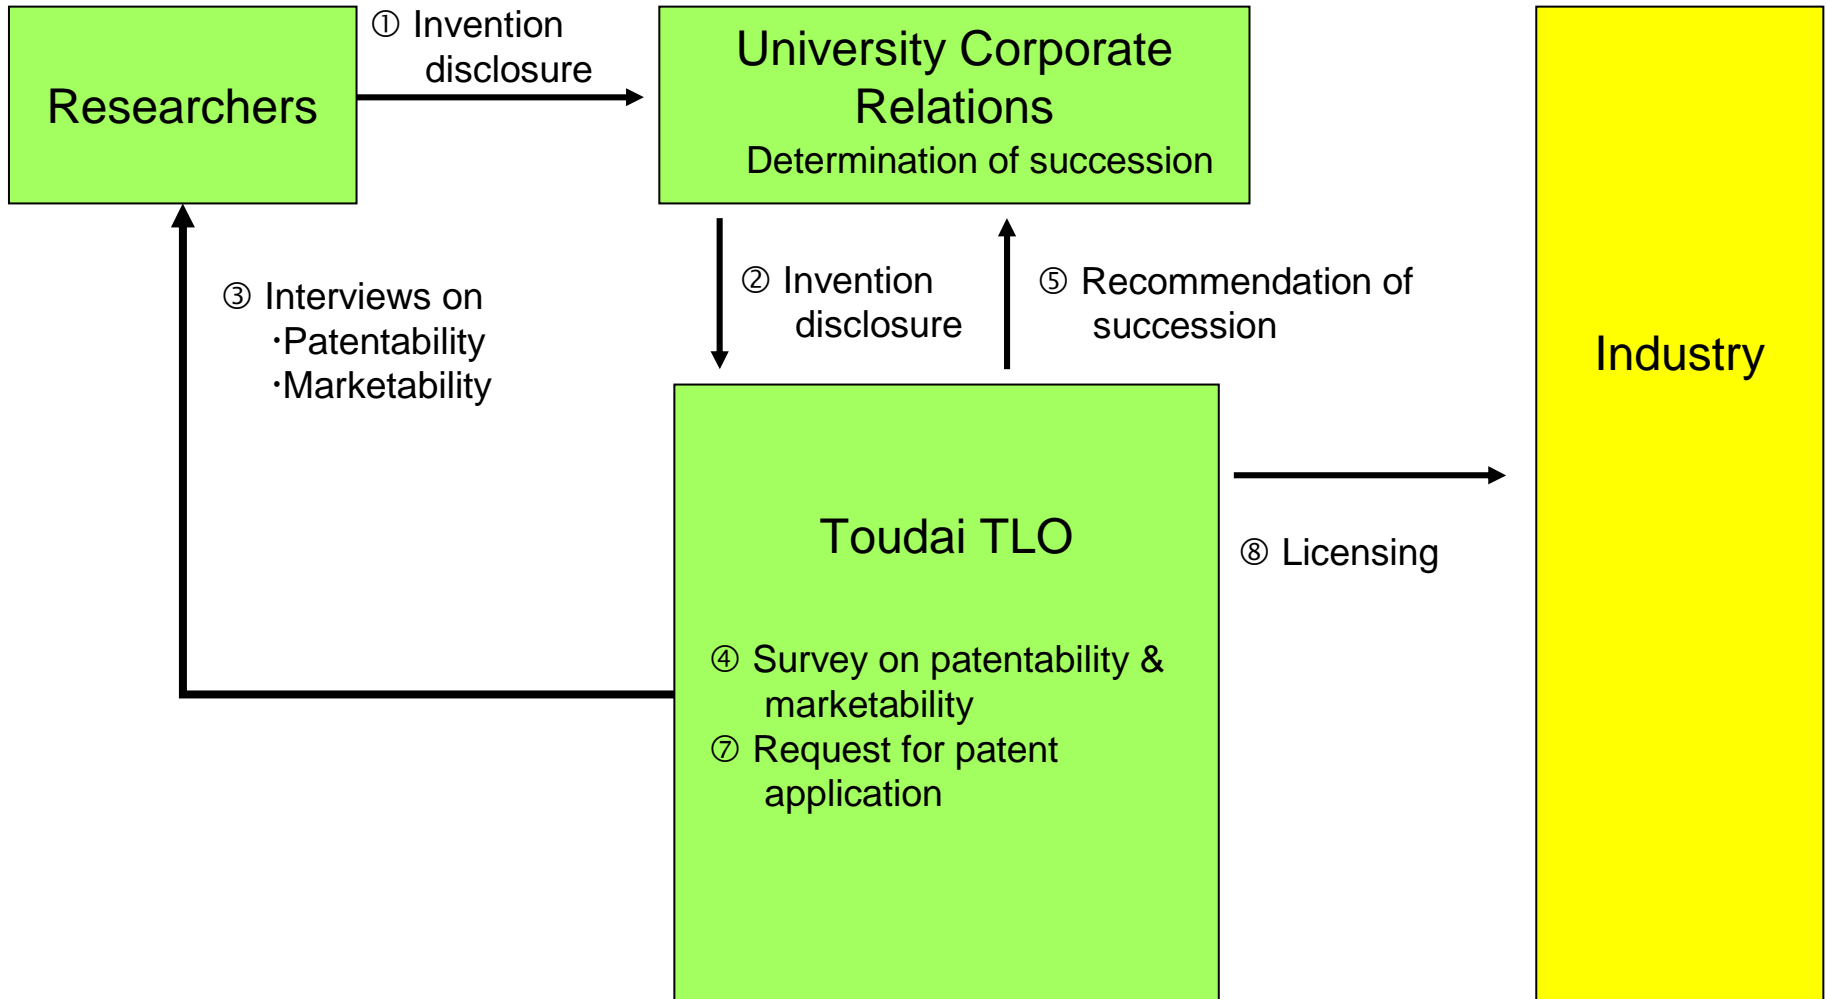 Researchers
① Invention
disclosure
University Corporate
Relations
Determination of succession
③ Interviews on
・Patentability
・Marketability
② Invention
disclosure
⑤ Recommendation of
succession
Industry
Toudai TLO
④ Survey on patentability &
marketability
⑦ Request for patent
application
⑧ Licensing